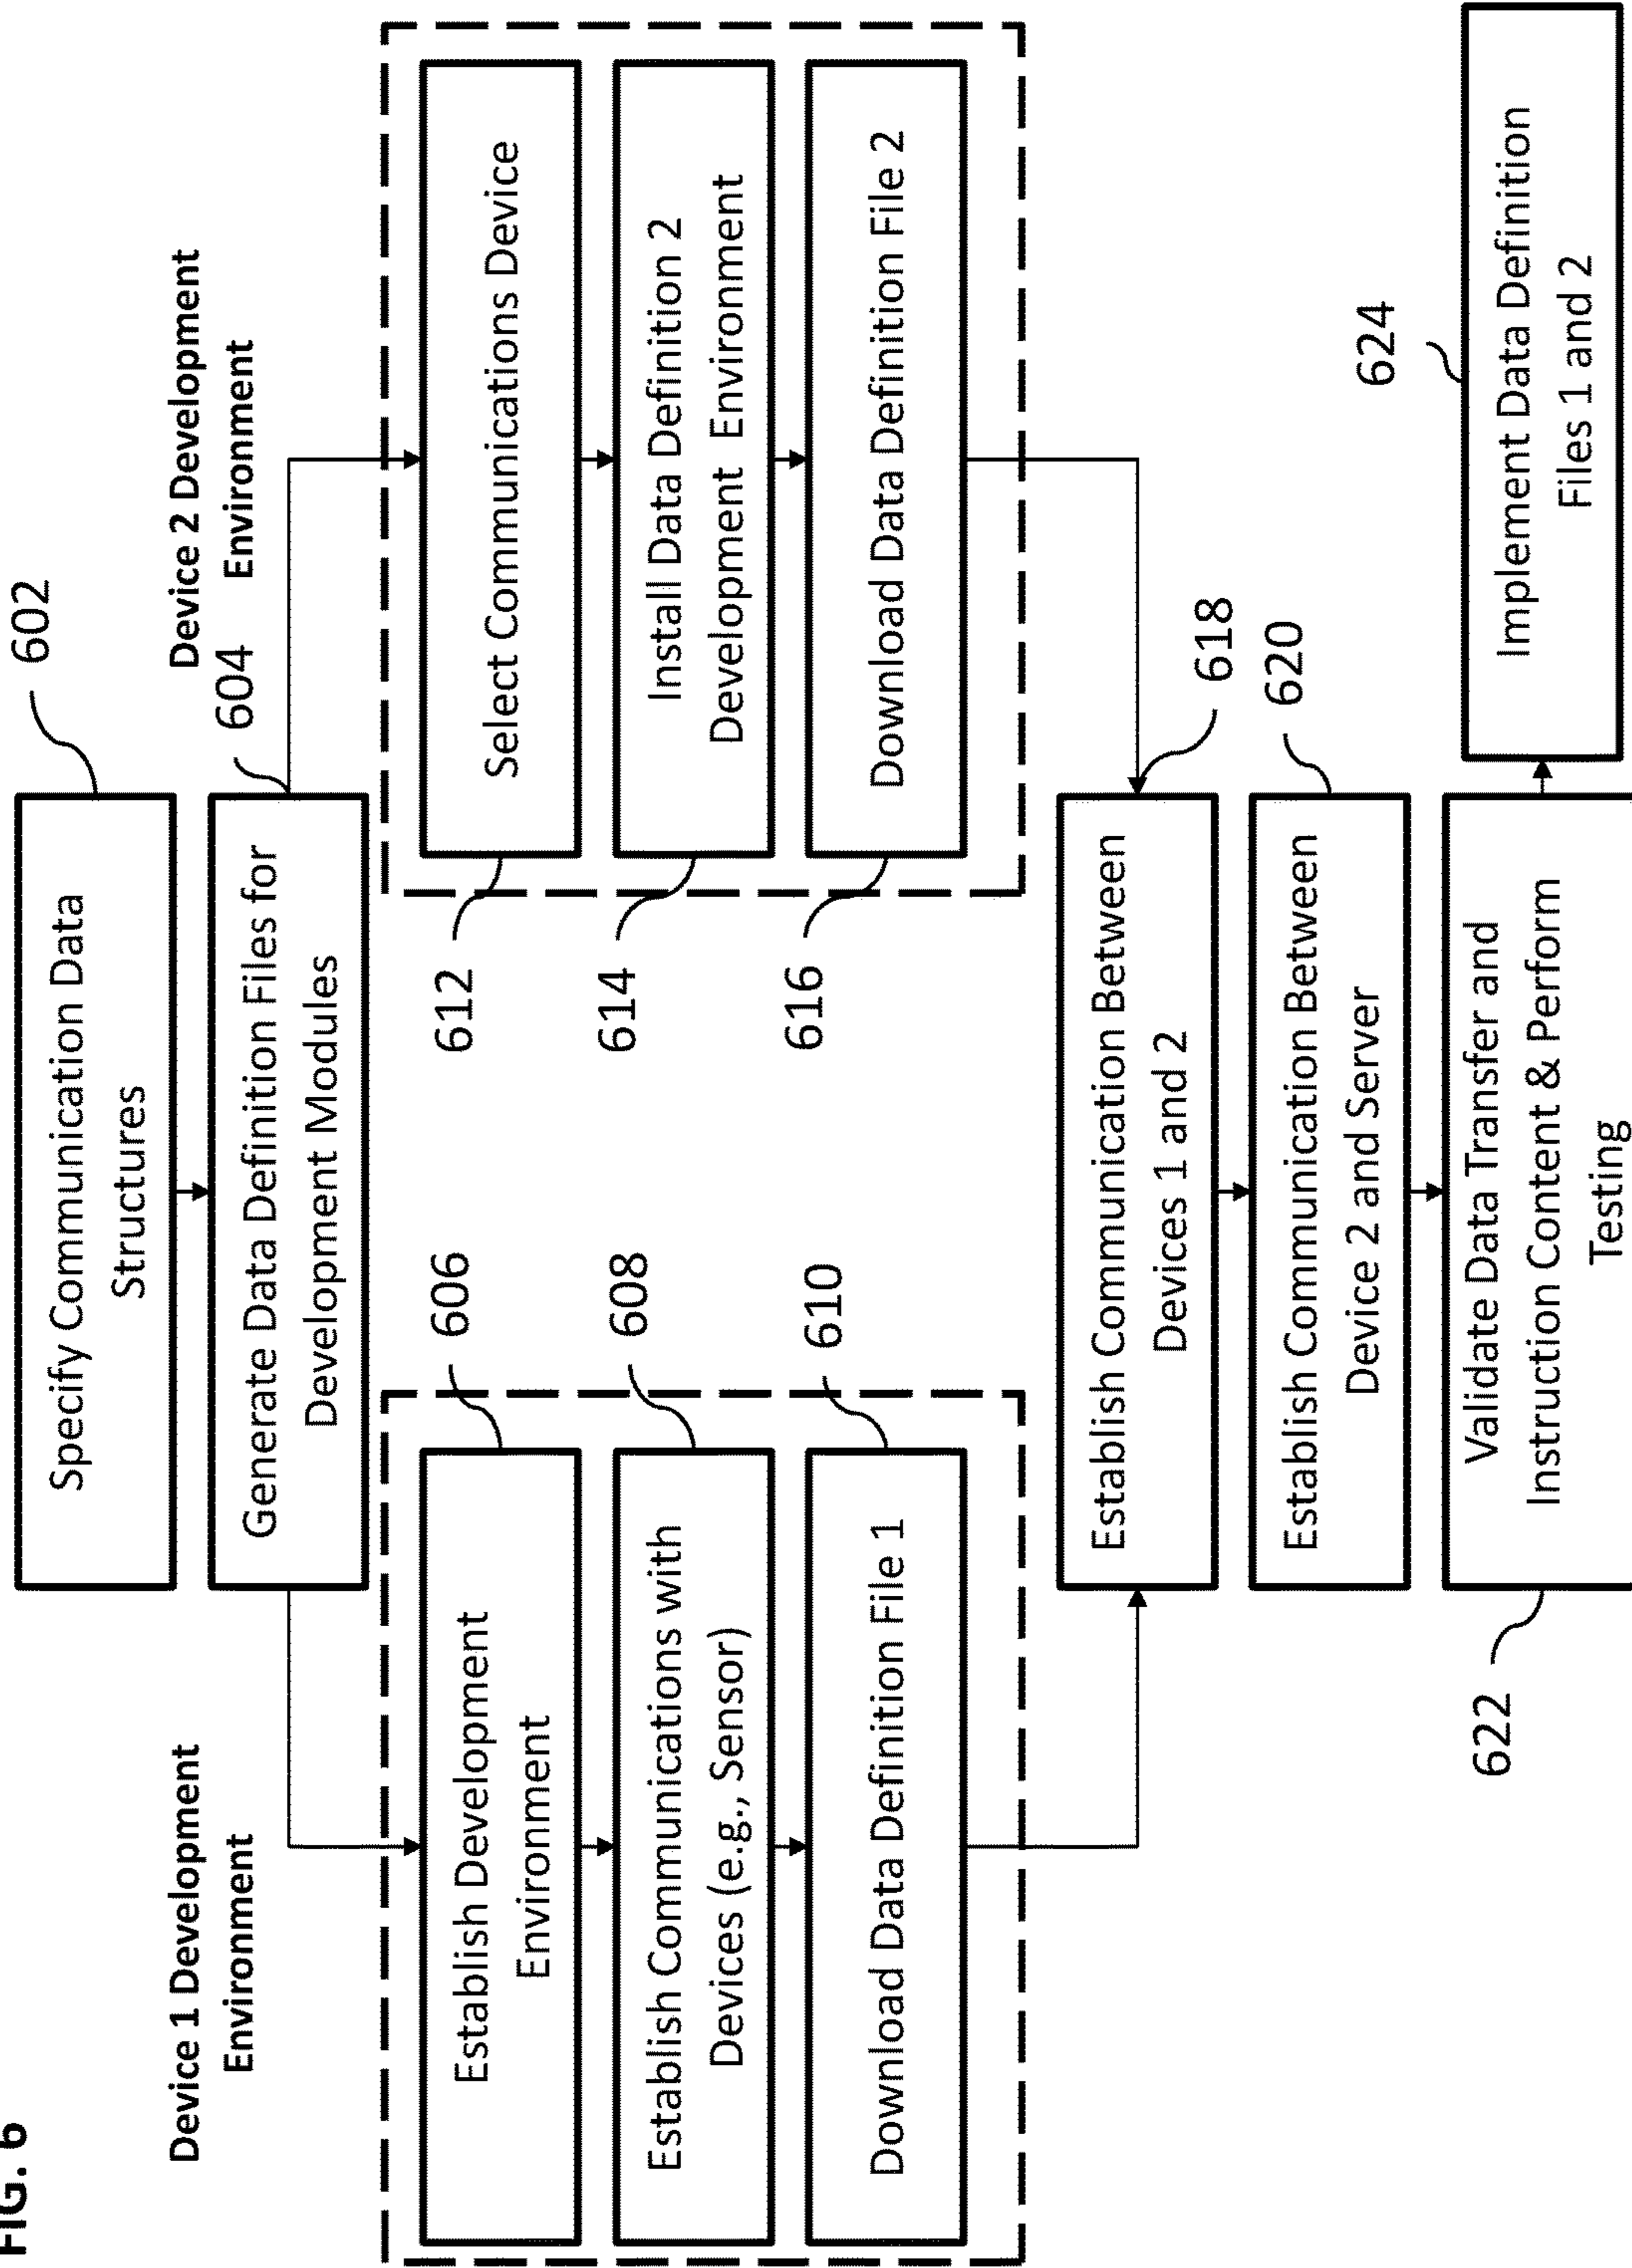 FIG. 6
Specify Communication Data
Structures
602
Generate Data Definition Files for
Development Modules
604
Device 1 Development
Environment
Establish Development
Environment
606
Establish Communications with
Devices (e.g., Sensor)
608
Download Data Definition File 1
610
Device 2 Development
Environment
Select Communications Device
612
Install Data Definition 2
Development Environment
614
Download Data Definition File 2
616
Establish Communication Between
Devices 1 and 2
618
Establish Communication Between
Device 2 and Server
620
Validate Data Transfer and
Instruction Content & Perform
Testing
622
Implement Data Definition
Files 1 and 2
624